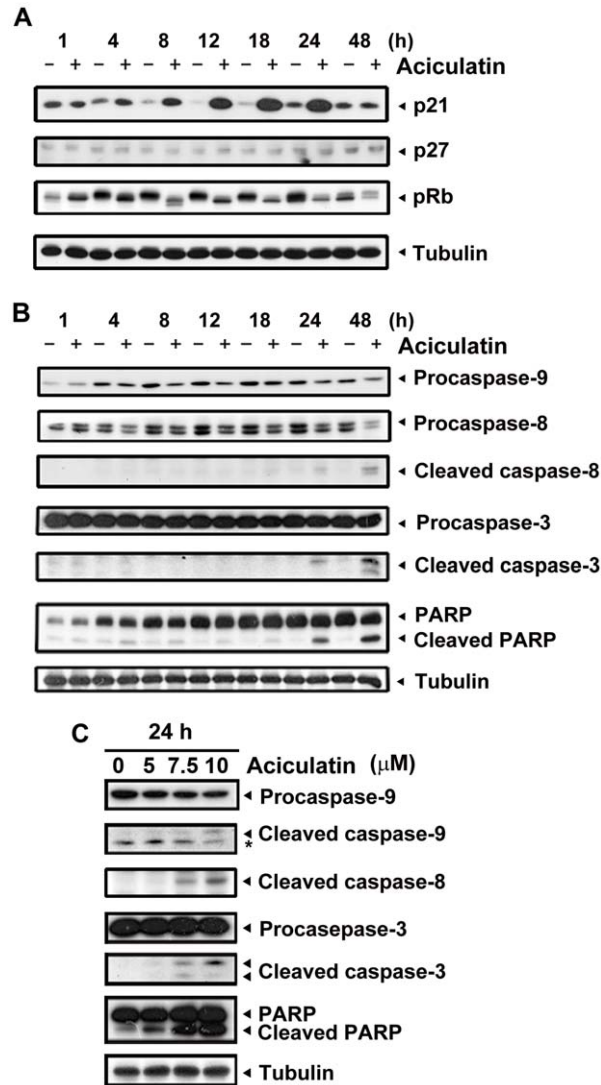 A
1 4 8 12 18 24 48 (h)
– + – + – + – + – + – + – + Aciculatin
p21
p27
pRb
Tubulin
B
1 4 8 12 18 24 48 (h)
– + – + – + – + – + – + – + Aciculatin
Procaspase-9
Procaspase-8
Cleaved caspase-8
Procaspase-3
Cleaved caspase-3
PARP
Cleaved PARP
Tubulin
C
24 h
0 5 7.5 10 Aciculatin (μM)
Procaspase-9
Cleaved caspase-9
*
Cleaved caspase-8
Procasepase-3
Cleaved caspase-3
PARP
Cleaved PARP
Tubulin